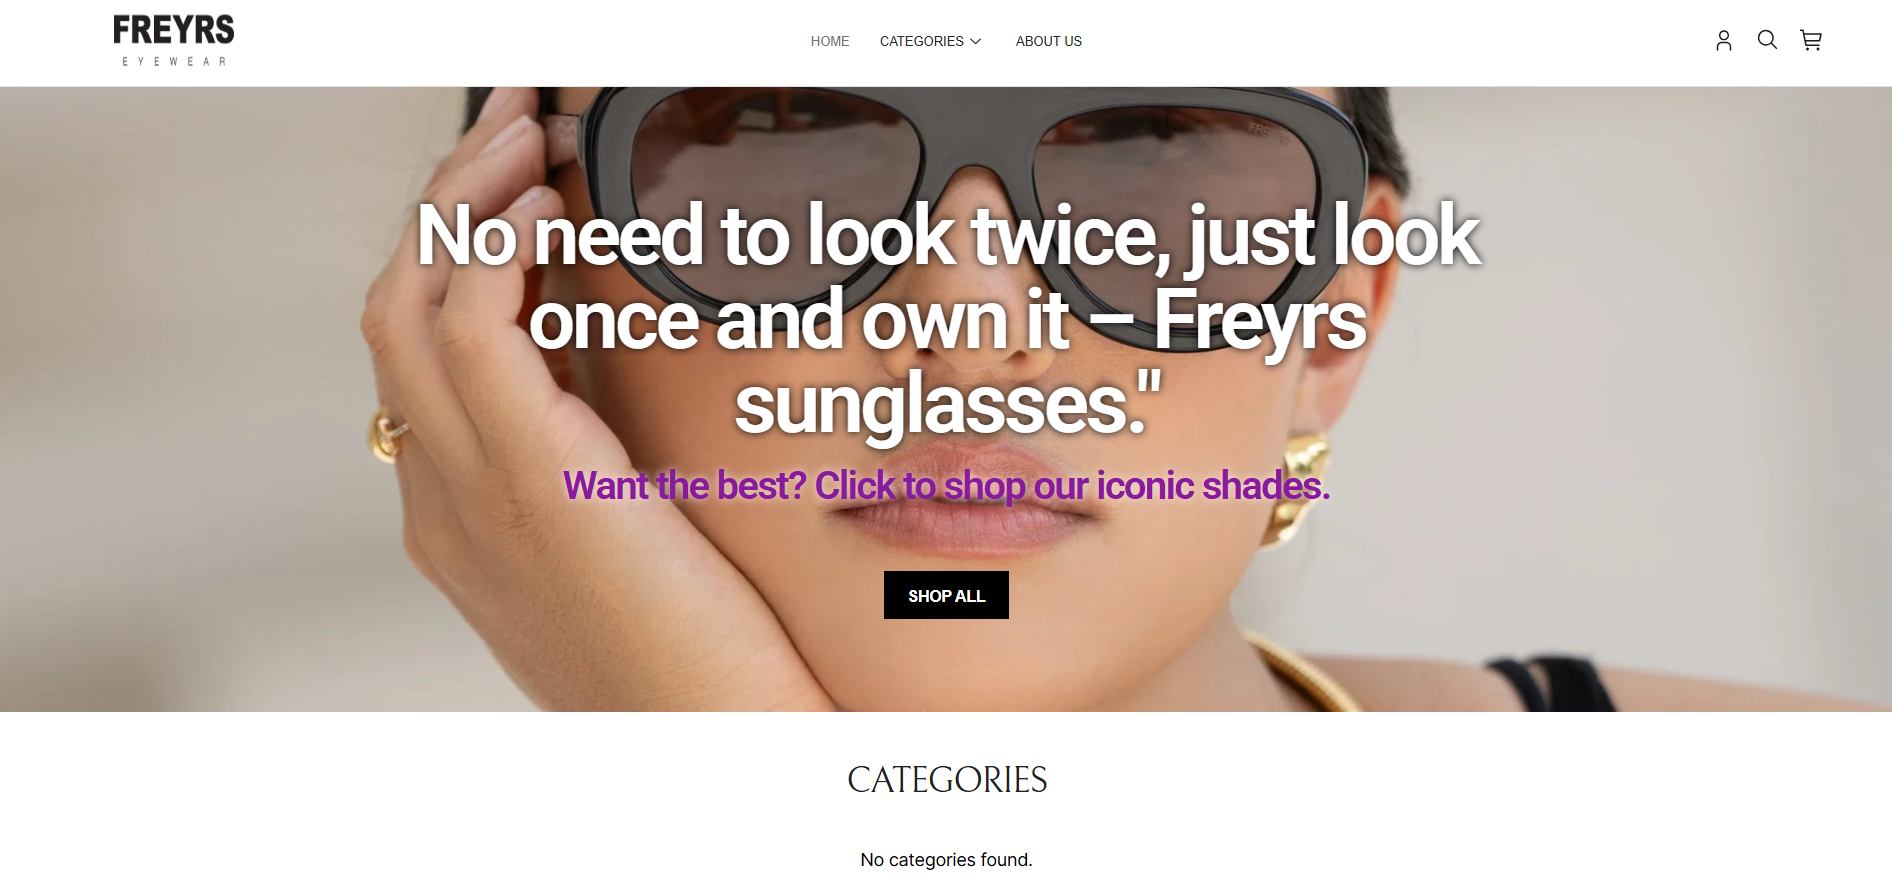 FREYRS
EYEWEAR
HOME CATEGORIES ABOUT US
FREYRS
No need to look twice, just look
once and own it – Freyrs
sunglasses."
Want the best? Click to shop our iconic shades.
SHOP ALL
CATEGORIES
No categories found.